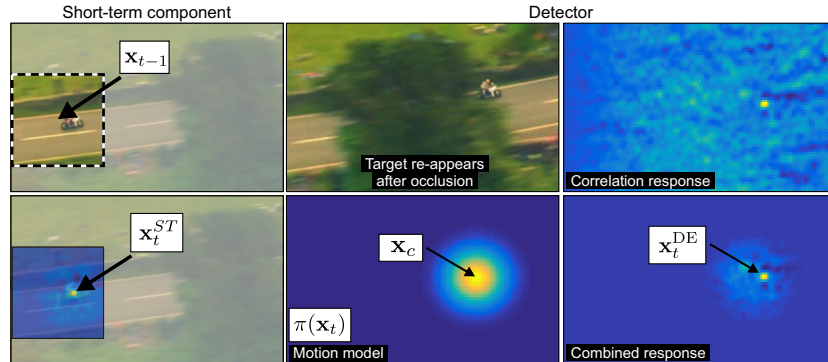 Short-term component
Detector
x_{t−1}
Target re-appears
after occlusion
Correlation response
x_t^{ST}
x_c
π(x_t)
Motion model
x_t^{DE}
Combined response